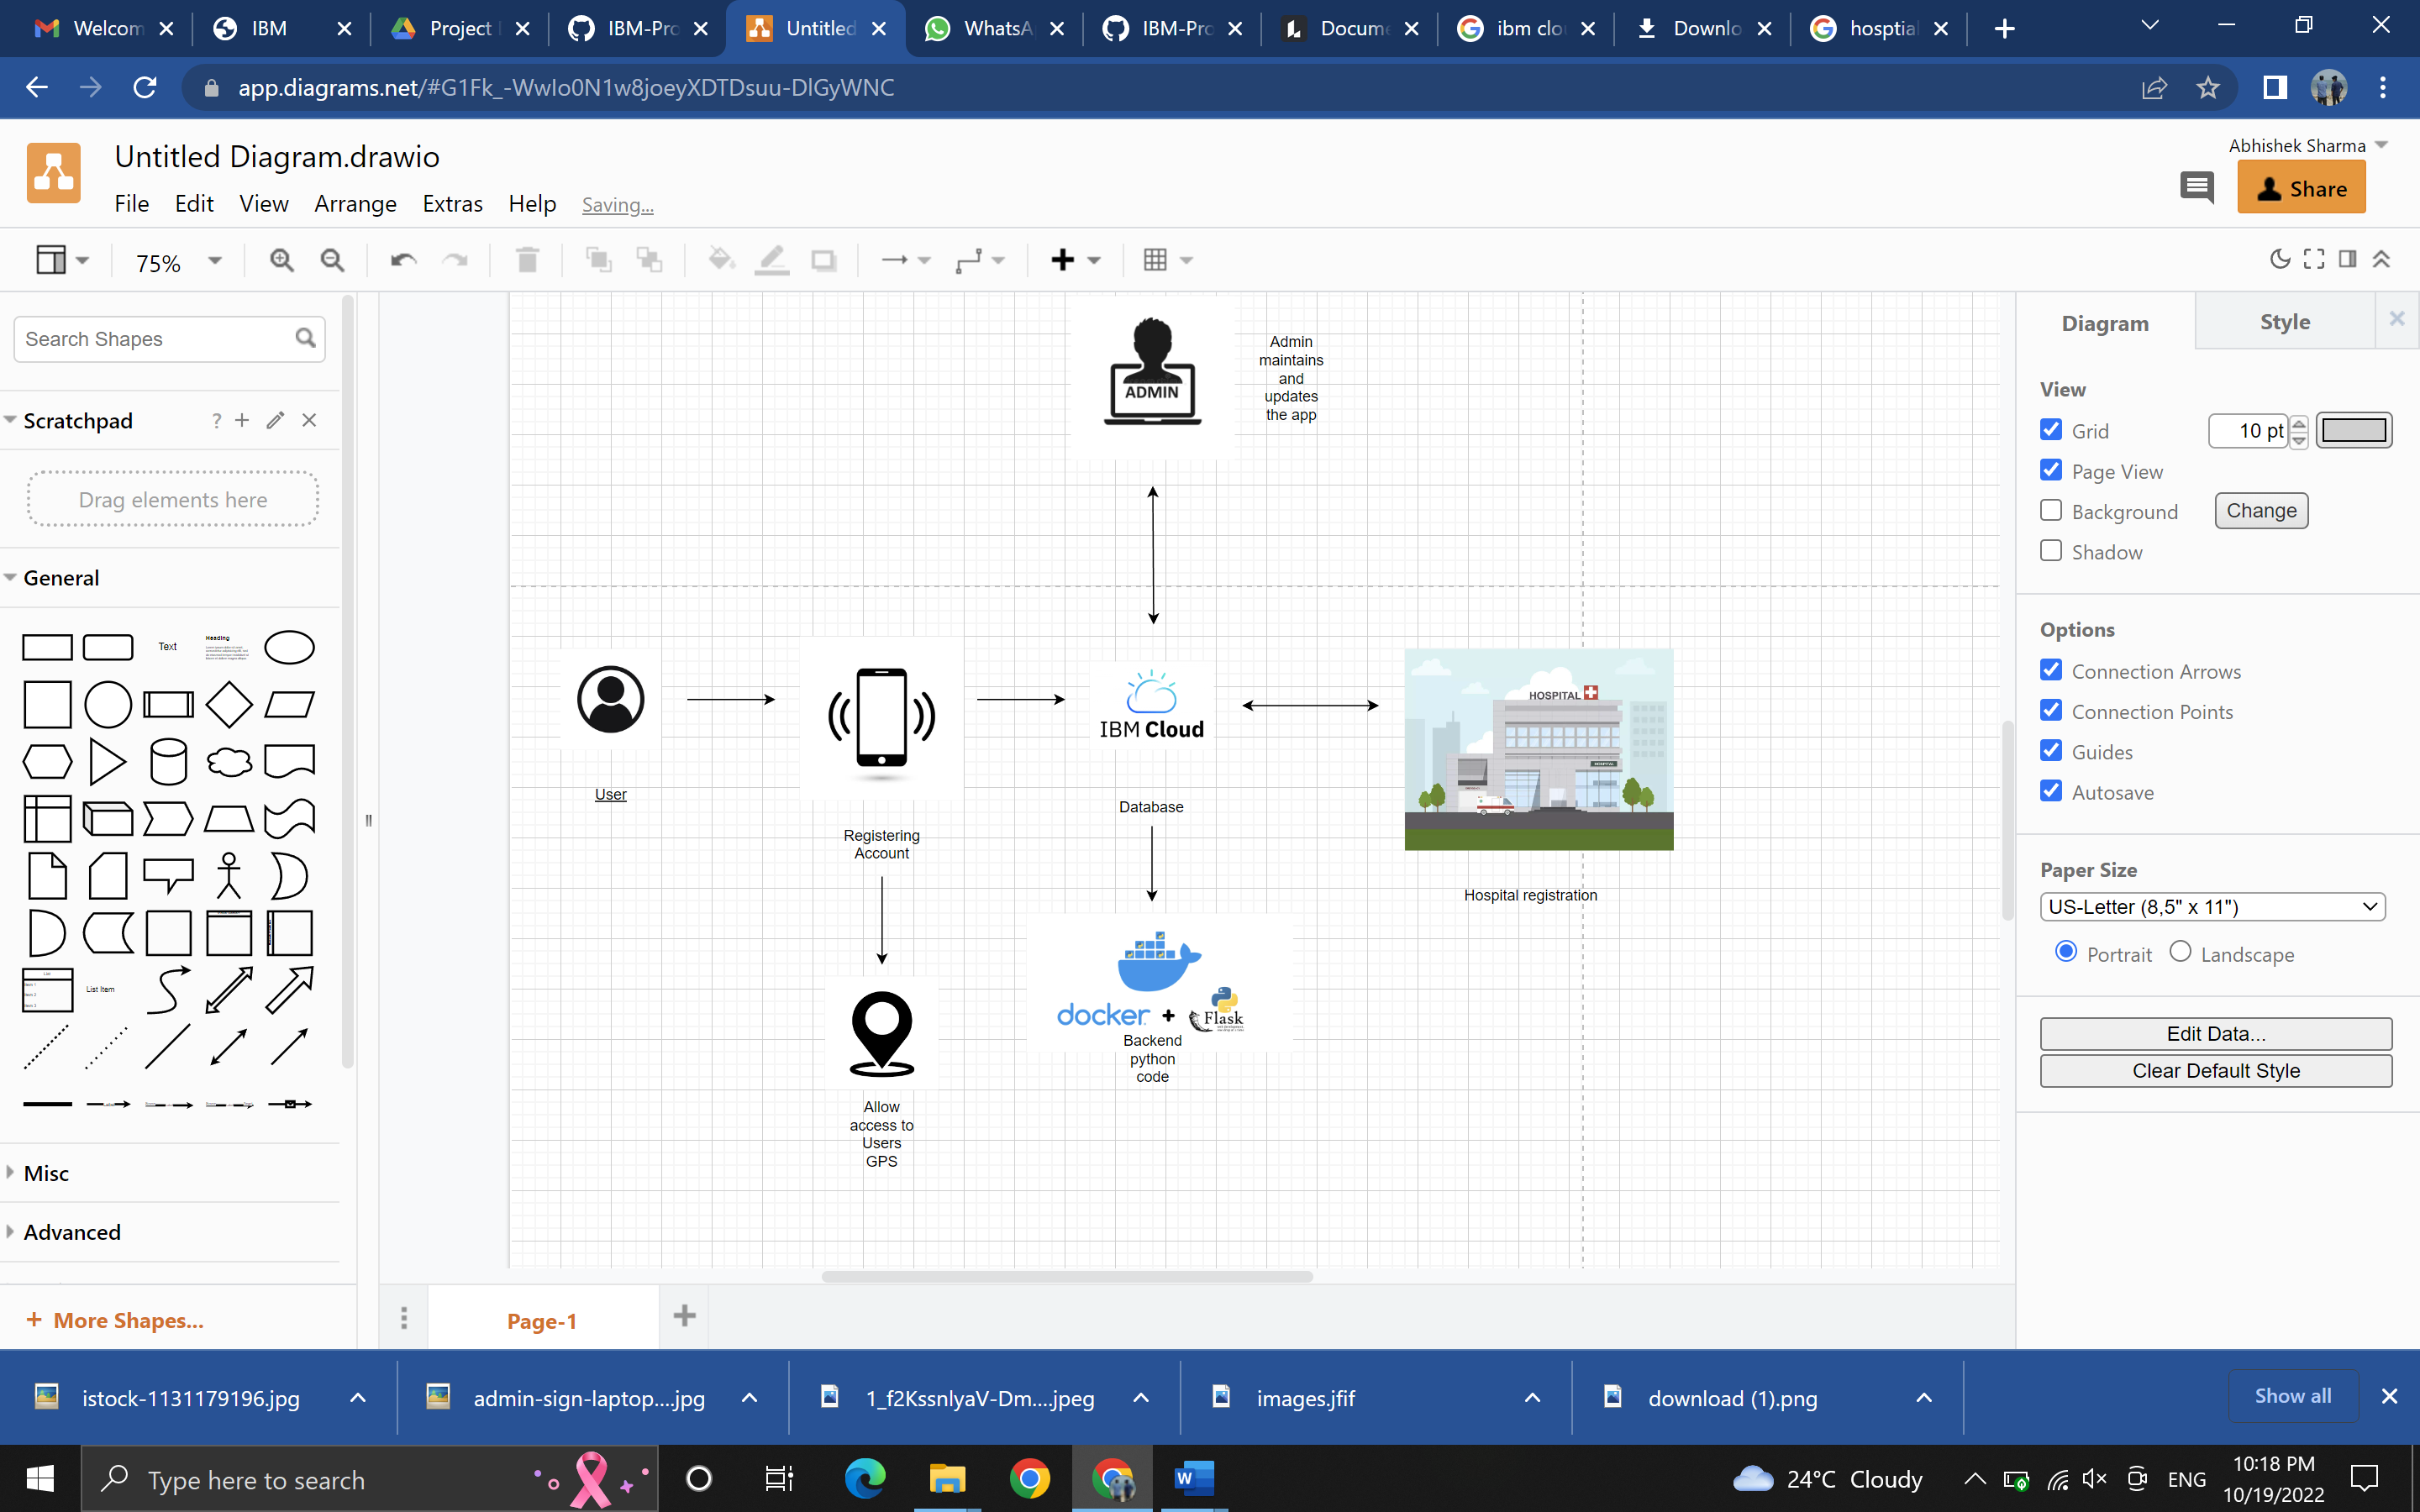 Welcom
IBM
Project
IBM-Pro
Untitled
WhatsA
IBM-Pro
Docume
ibm clo
Downlo
hosptial
app.diagrams.net/#G1Fk_-WwIo0N1w8joeyXDTDsuu-DlGyWNC
Untitled Diagram.drawio
Abhishek Sharma
File Edit View Arrange Extras Help Saving...
Share
75%
Search Shapes
Scratchpad
?
Drag elements here
General
Text
Heading
List Item
Misc
Advanced
+ More Shapes...
ADMIN
Admin
maintains
and
updates
the app
User
Registering
Account
IBM Cloud
Database
HOSPITAL
HOSPITAL
Hospital registration
docker + Flask
Backend
python
code
Allow
access to
Users
GPS
Page-1
Diagram
Style
View
Grid
10 pt
Page View
Background
Change
Shadow
Options
Connection Arrows
Connection Points
Guides
Autosave
Paper Size
US-Letter (8,5" x 11")
Portrait
Landscape
Edit Data...
Clear Default Style
istock-1131179196.jpg
admin-sign-laptop....jpg
1_f2KssnlyaV-Dm....jpeg
images.jfif
download (1).png
Show all
Type here to search
24°C Cloudy
ENG
10:18 PM
10/19/2022